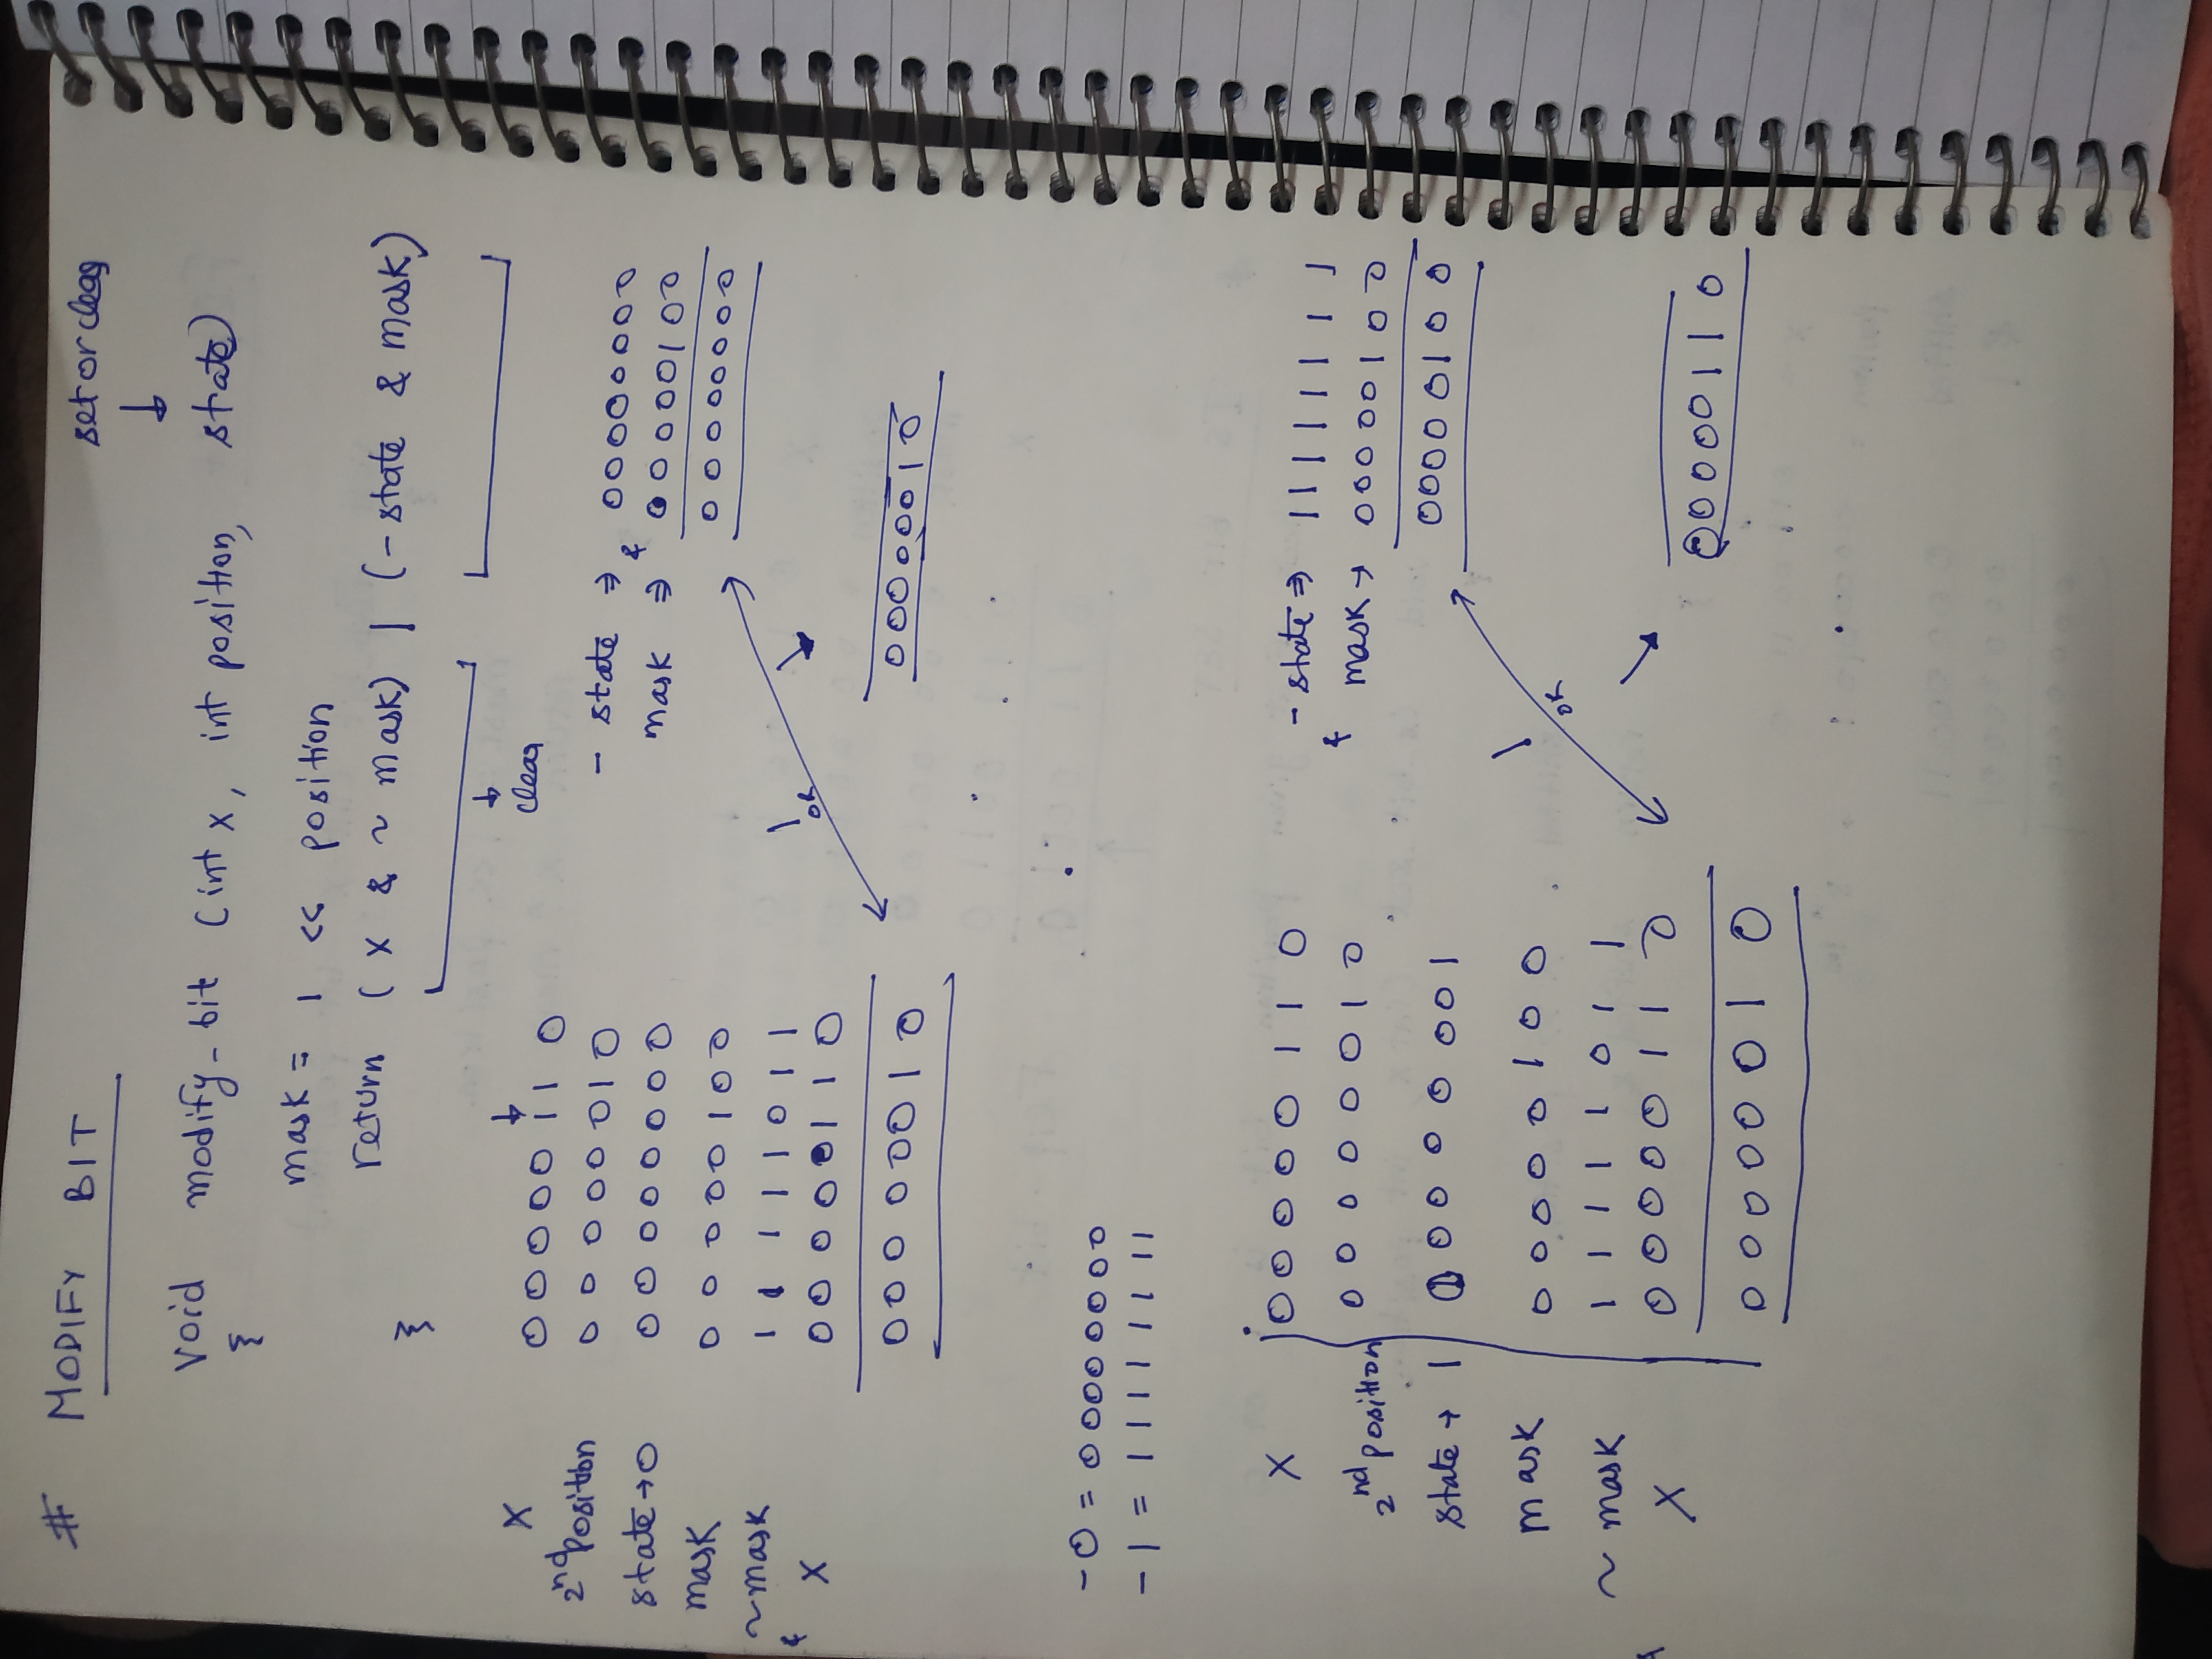 # MODIFY BIT
set or clear
↓
void modify-bit (int x, int position, state)
{
mask = 1 << position
return (x & ~ mask) | (- state & mask)
}
↓
clear
x 0 0 0 0 0 1 1 0
2nd position 0 0 0 0 0 0 1 0
state → 0 0 0 0 0 0 0 0 0
mask 0 0 0 0 0 1 0 0
~mask 1 1 1 1 1 0 1 1
& x 0 0 0 0 0 1 1 0
0 0 0 0 0 0 1 0
- state ⇒ 0 0 0 0 0 0 0 0
&
mask ⇒ 0 0 0 0 0 1 0 0
0 0 0 0 0 0 0 0
| or
0 0 0 0 0 0 1 0
- 0 = 0 0 0 0 0 0 0 0
- 1 = 1 1 1 1 1 1 1 1
x 0 0 0 0 0 1 1 0
2nd position 0 0 0 0 0 0 1 0
state → 1 0 0 0 0 0 0 0 1
mask 0 0 0 0 0 1 0 0
~ mask 1 1 1 1 1 0 1 1
x 0 0 0 0 0 1 1 0
0 0 0 0 0 0 1 0
- state ⇒ 1 1 1 1 1 1 1 1
& mask → 0 0 0 0 0 1 0 0
0 0 0 0 0 1 0 0
| or
0 0 0 0 0 1 1 0